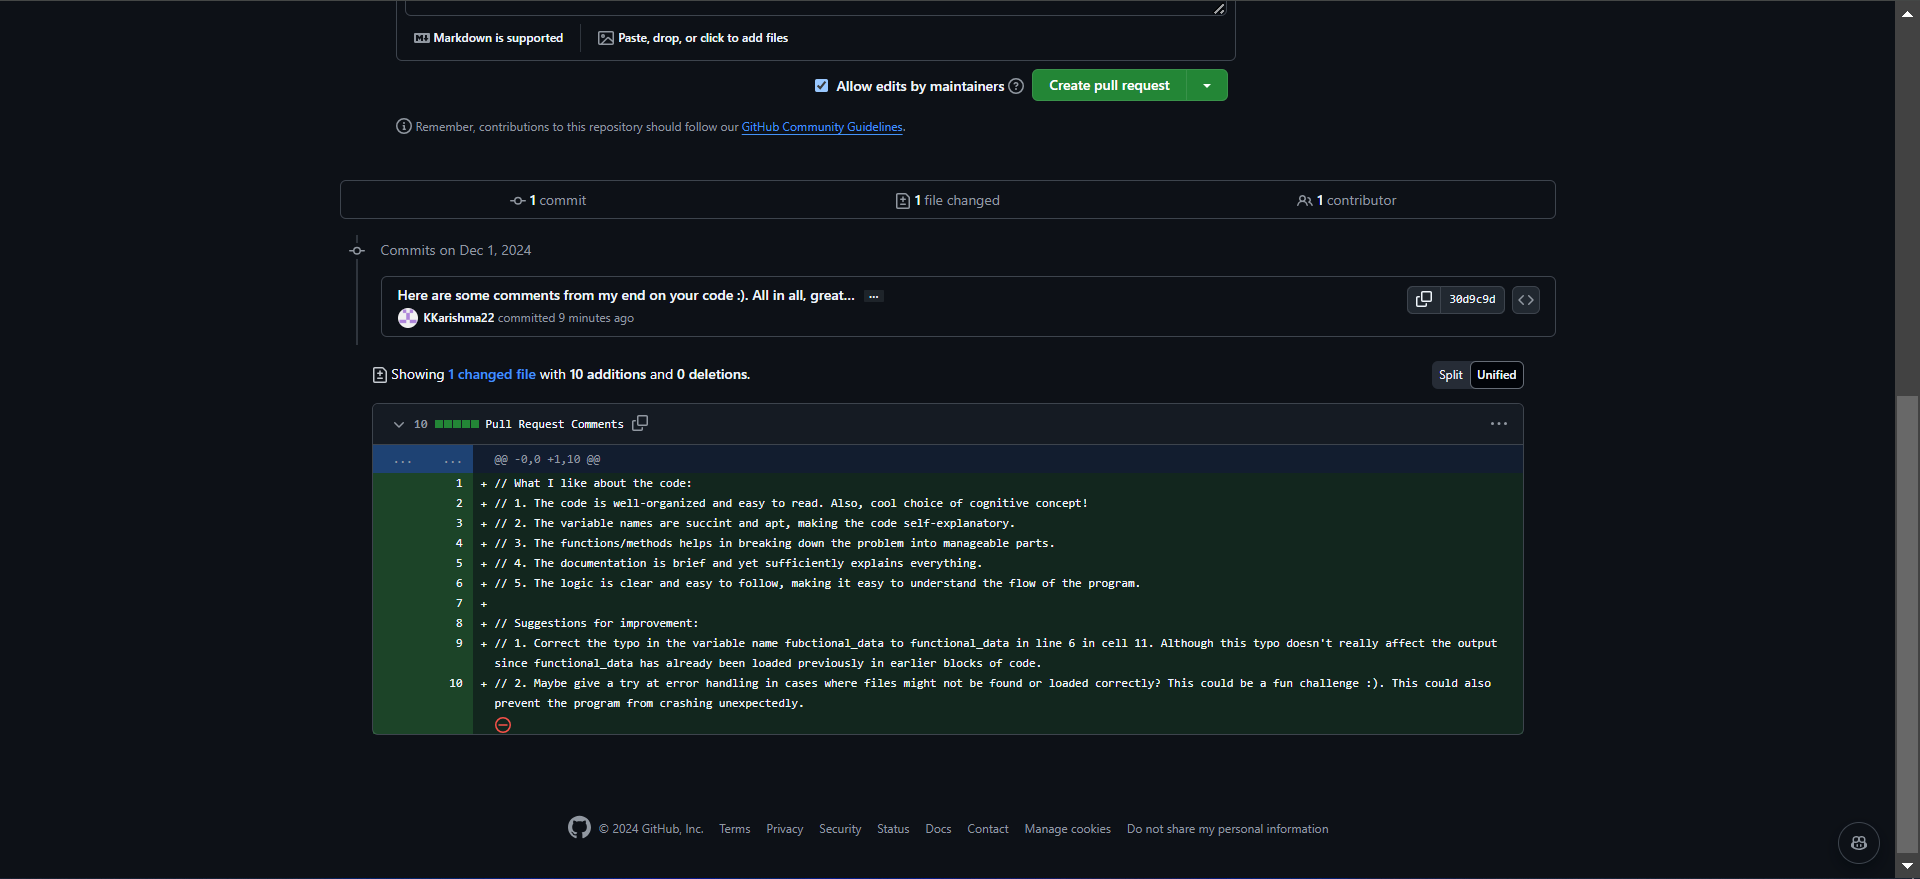 Markdown is supported
Paste, drop, or click to add files
Allow edits by maintainers
Create pull request
Remember, contributions to this repository should follow our GitHub Community Guidelines.
1 commit
1 file changed
1 contributor
Commits on Dec 1, 2024
Here are some comments from my end on your code :). All in all, great... ...
KKarishma22 committed 9 minutes ago
30d9c9d
Showing 1 changed file with 10 additions and 0 deletions.
Split
Unified
10 Pull Request Comments
... ... @@ -0,0 +1,10 @@
1 + // What I like about the code:
2 + // 1. The code is well-organized and easy to read. Also, cool choice of cognitive concept!
3 + // 2. The variable names are succint and apt, making the code self-explanatory.
4 + // 3. The functions/methods helps in breaking down the problem into manageable parts.
5 + // 4. The documentation is brief and yet sufficiently explains everything.
6 + // 5. The logic is clear and easy to follow, making it easy to understand the flow of the program.
7 +
8 + // Suggestions for improvement:
9 + // 1. Correct the typo in the variable name fubctional_data to functional_data in line 6 in cell 11. Although this typo doesn't really affect the output
since functional_data has already been loaded previously in earlier blocks of code.
10 + // 2. Maybe give a try at error handling in cases where files might not be found or loaded correctly? This could be a fun challenge :). This could also
prevent the program from crashing unexpectedly.
© 2024 GitHub, Inc. Terms Privacy Security Status Docs Contact Manage cookies Do not share my personal information